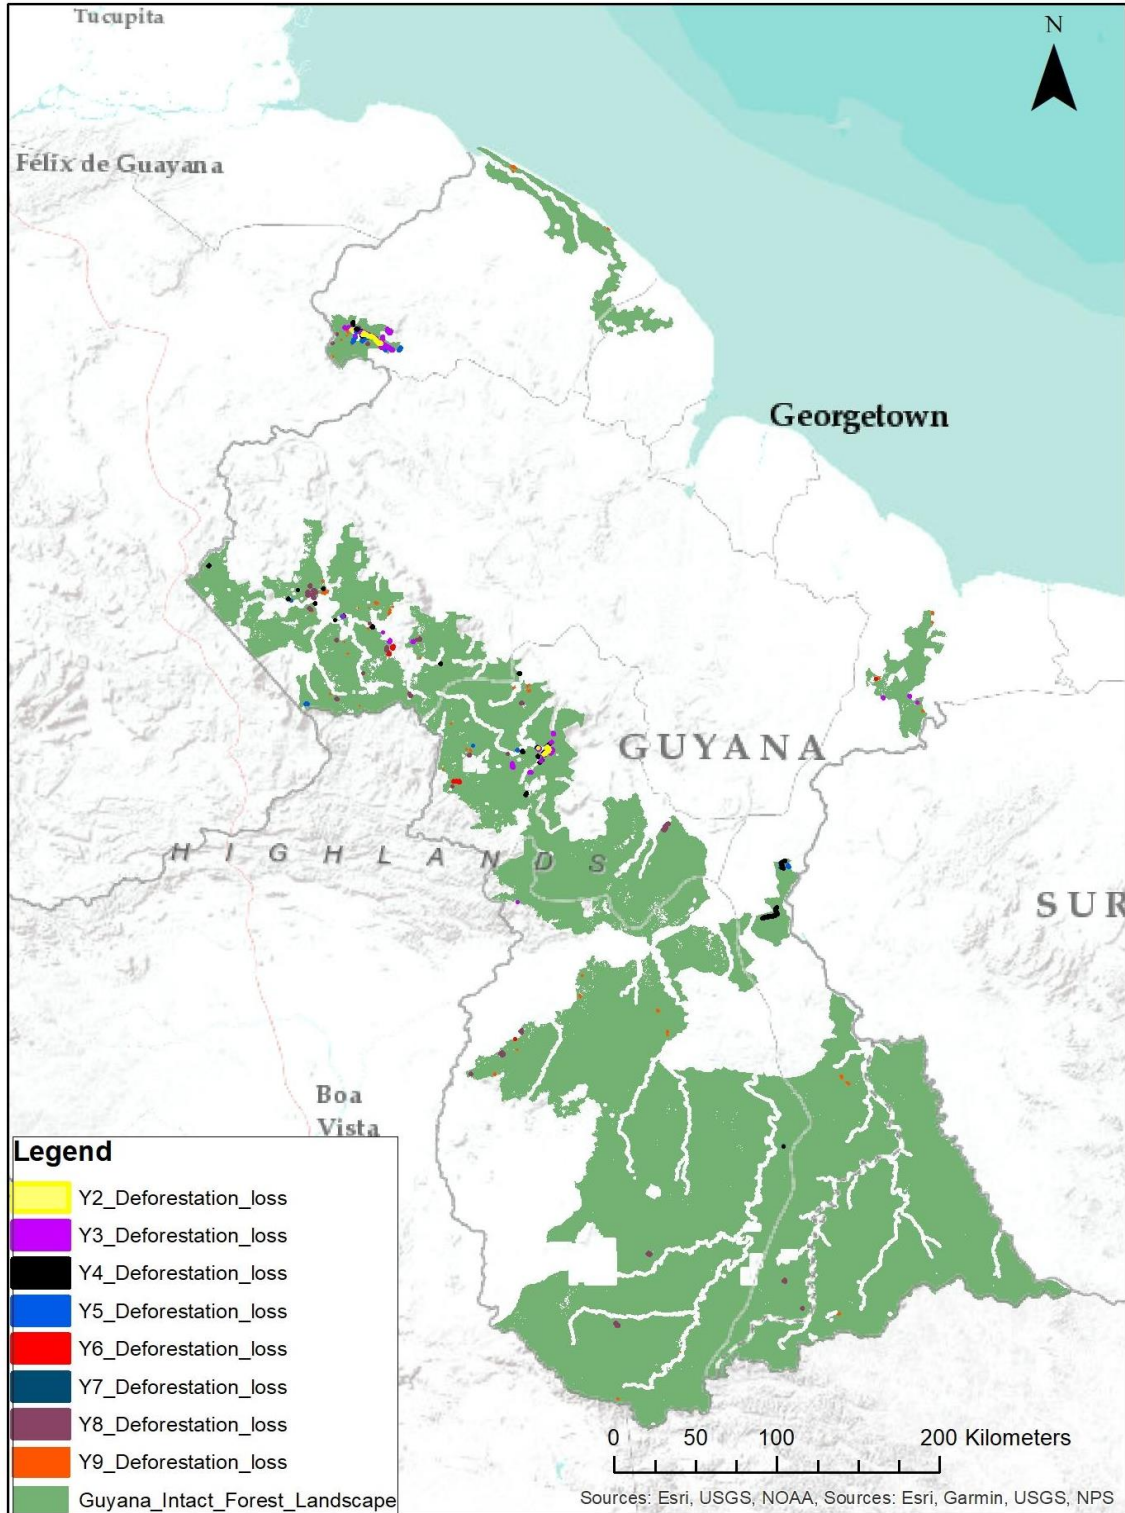 Tucupita
N
Félix de Guayana
Georgetown
GUYANA
HIGHLANDS
SUR
Boa
Vista
Legend
Y2_Deforestation_loss
Y3_Deforestation_loss
Y4_Deforestation_loss
Y5_Deforestation_loss
Y6_Deforestation_loss
Y7_Deforestation_loss
Y8_Deforestation_loss
Y9_Deforestation_loss
Guyana_Intact_Forest_Landscape
0 50 100 200 Kilometers
Sources: Esri, USGS, NOAA, Sources: Esri, Garmin, USGS, NPS